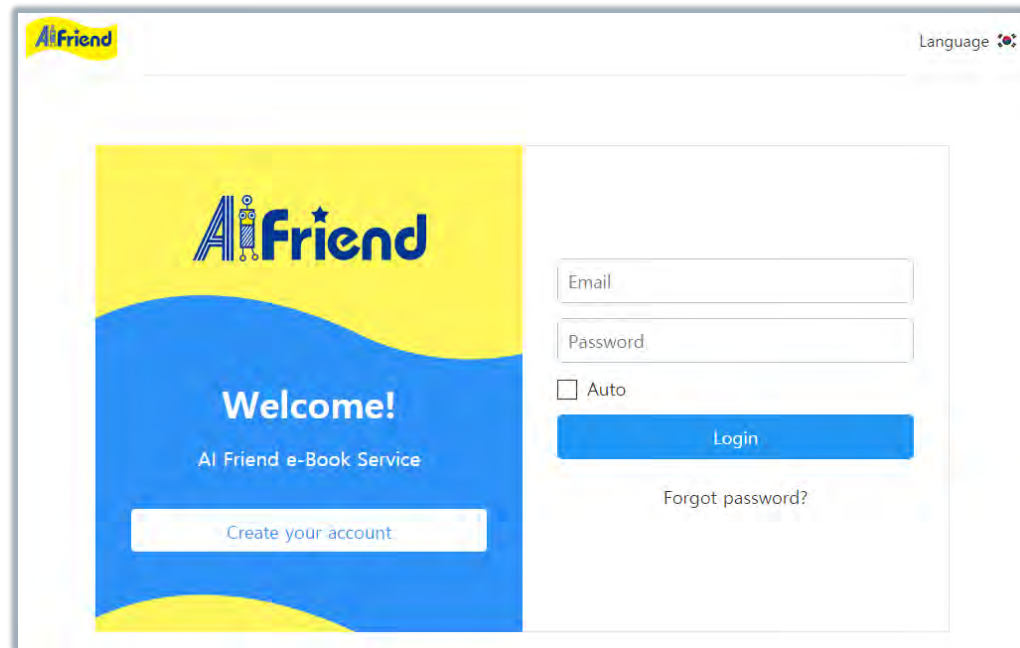 AiFriend
Language
AiFriend
Welcome!
AI Friend e-Book Service
Create your account
Email
Password
Auto
Login
Forgot password?